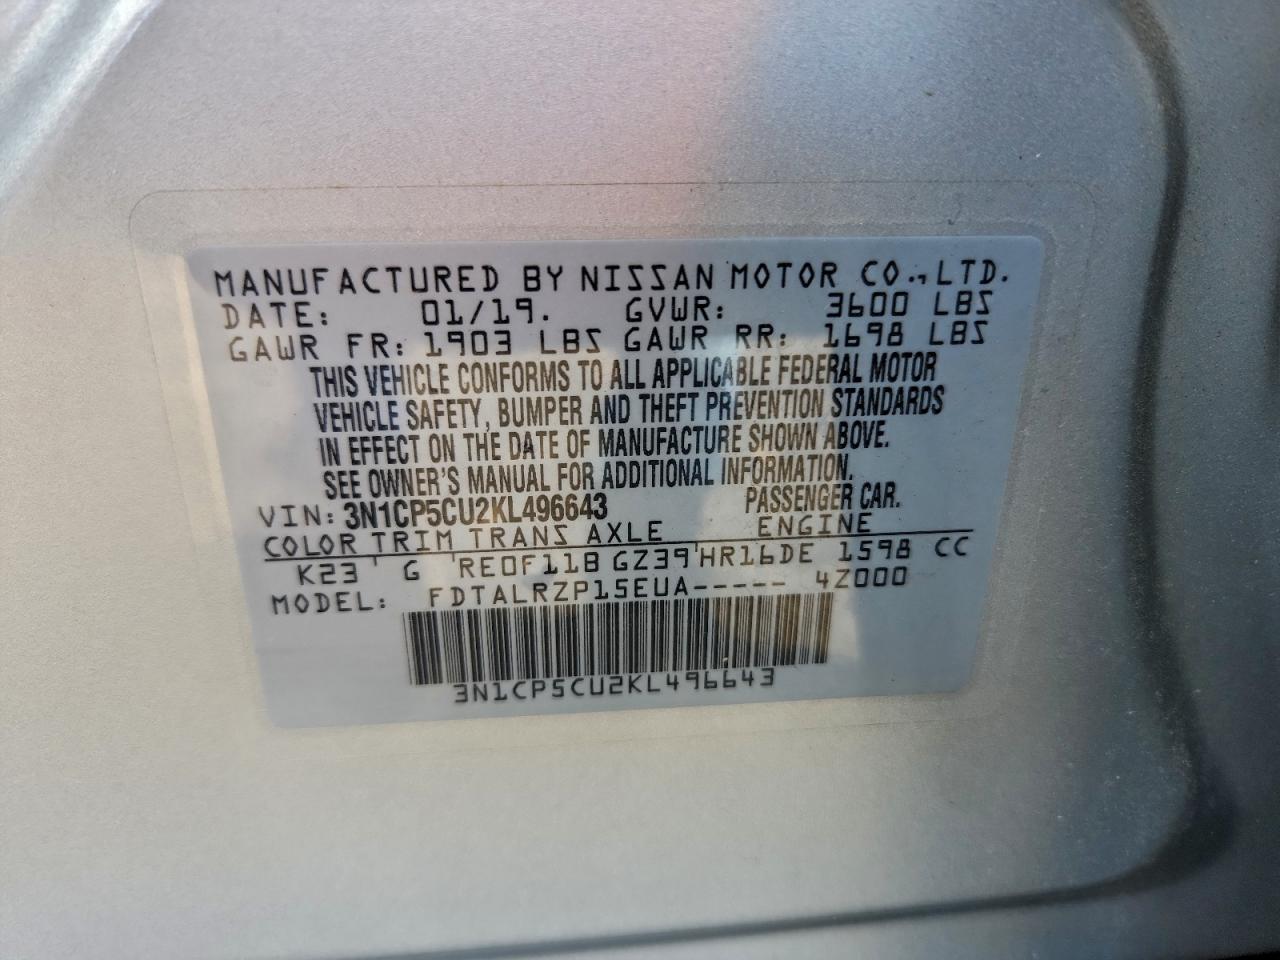 MANUFACTURED BY NISSAN MOTOR CO., LTD.
DATE: 01/19. GVWR: 3600 LBS
GAWR FR: 1903 LBS GAWR RR: 1698 LBS
THIS VEHICLE CONFORMS TO ALL APPLICABLE FEDERAL MOTOR
VEHICLE SAFETY, BUMPER AND THEFT PREVENTION STANDARDS
IN EFFECT ON THE DATE OF MANUFACTURE SHOWN ABOVE.
SEE OWNER'S MANUAL FOR ADDITIONAL INFORMATION.
VIN: 3N1CP5CU2KL496643 PASSENGER CAR.
COLOR TRIM TRANS AXLE ENGINE
K23 ' G ' RE0F11B GZ39 ' HR16DE 1598 CC
MODEL: FDTALRZP15EUA----- 4Z000
3N1CP5CU2KL496643